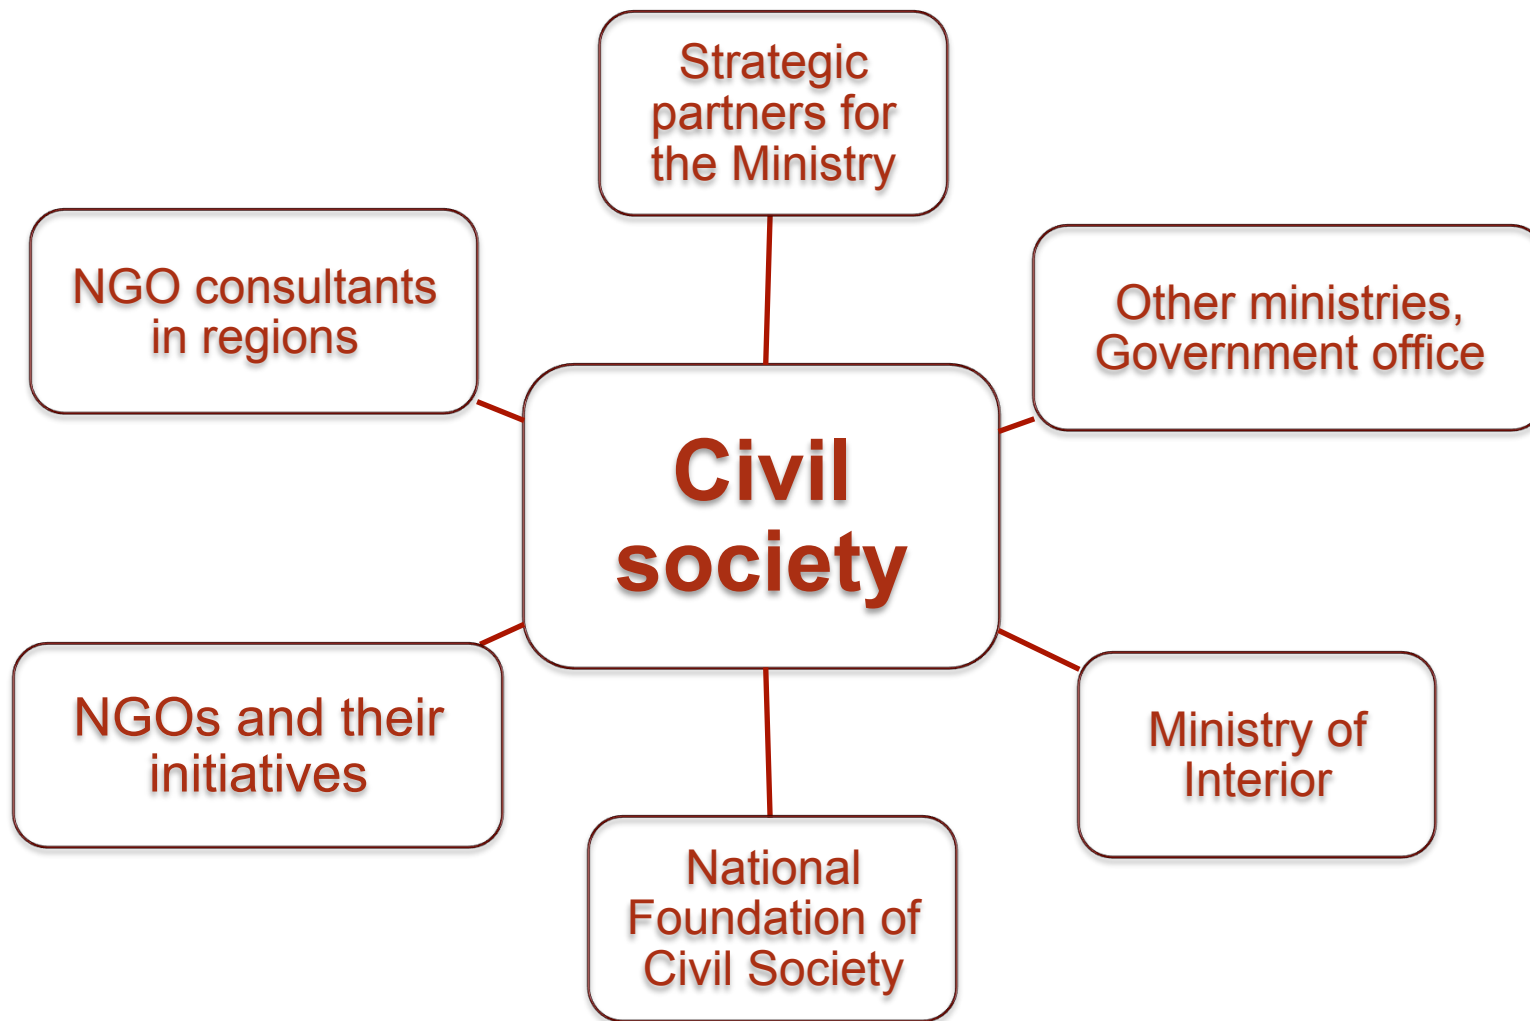 Strategic
partners for
the Ministry
NGO consultants
in regions
Other ministries,
Government office
Civil
society
NGOs and their
initiatives
Ministry of
Interior
National
Foundation of
Civil Society